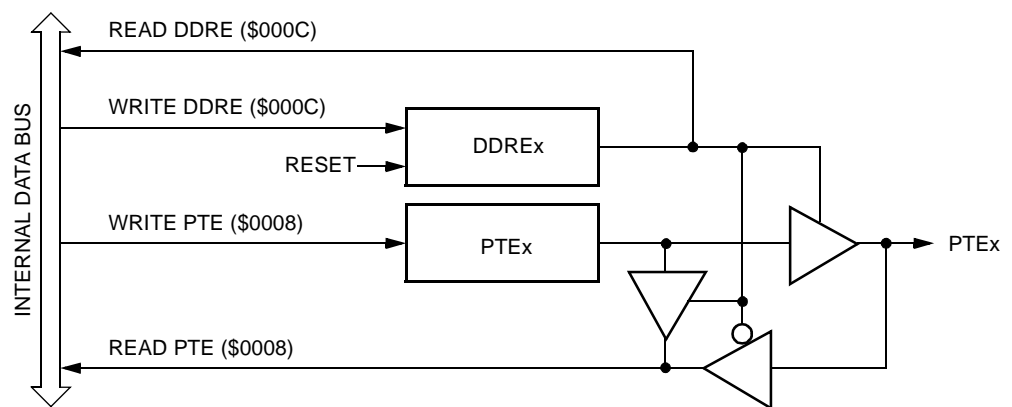 READ DDRE ($000C)
WRITE DDRE ($000C)
DDREx
RESET
INTERNAL DATA BUS
WRITE PTE ($0008)
PTEx
PTEx
READ PTE ($0008)